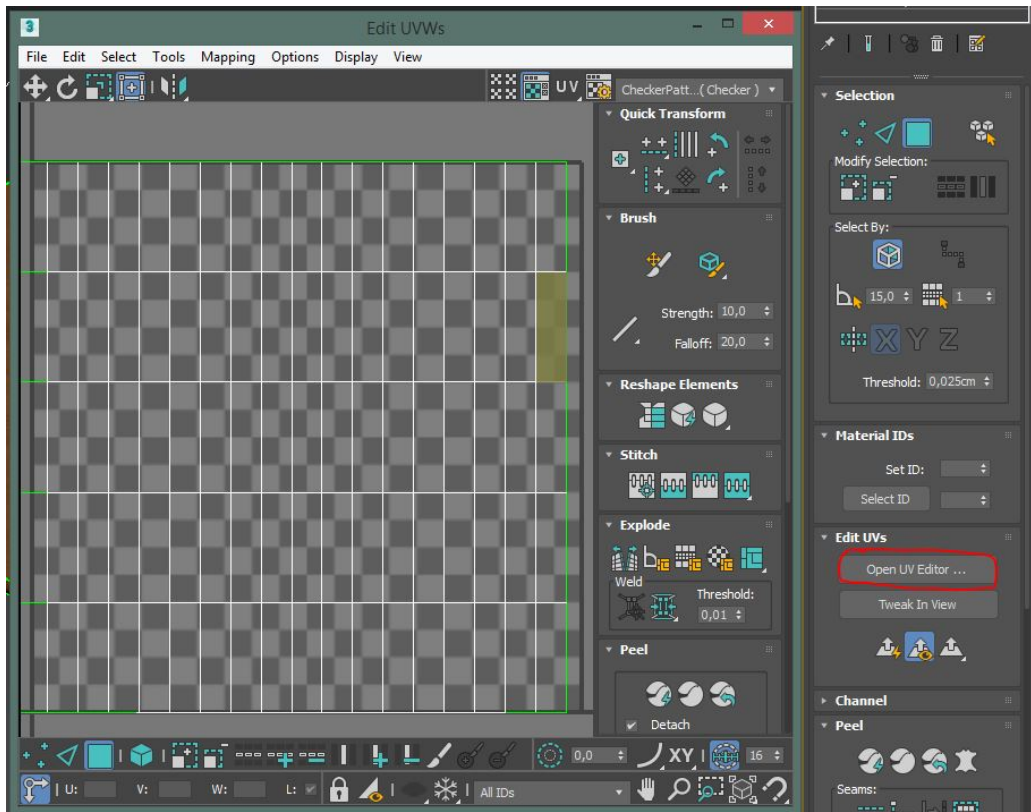 3
Edit UVWs
File Edit Select Tools Mapping Options Display View
UV
CheckerPatt...( Checker )
Quick Transform
Brush
Strength: 10,0
Falloff: 20,0
Reshape Elements
Stitch
Explode
Weld
Threshold:
0,01
Peel
Detach
0,0
XY
16
U: V: W: L:
All IDs
Selection
Modify Selection:
Select By:
15,0 1
X Y Z
Threshold: 0,025cm
Material IDs
Set ID:
Select ID
Edit UVs
Open UV Editor ...
Tweak In View
Channel
Peel
Seams: